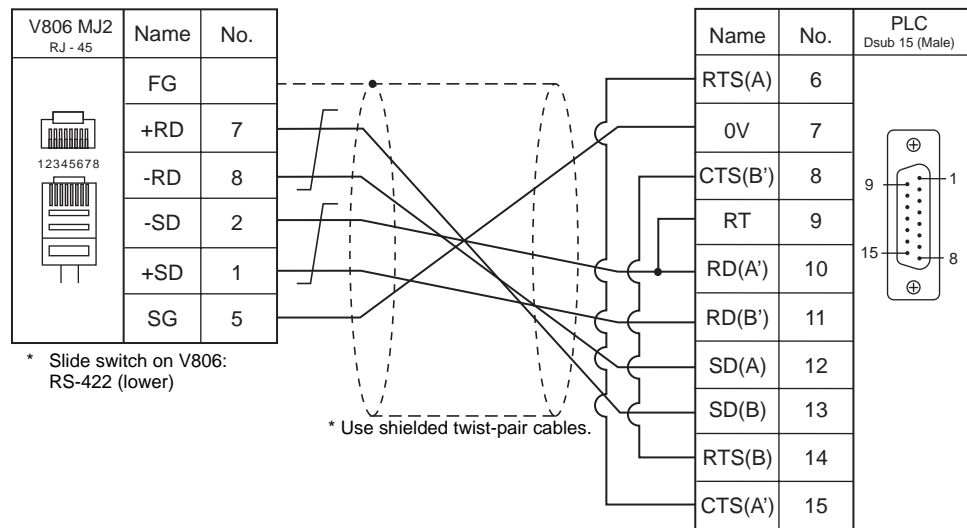 V806 MJ2
RJ - 45
Name
No.
FG
+RD
7
-RD
8
-SD
2
+SD
1
SG
5
12345678
* Slide switch on V806:
RS-422 (lower)
* Use shielded twist-pair cables.
Name
No.
PLC
Dsub 15 (Male)
RTS(A)
6
0V
7
CTS(B’)
8
RT
9
RD(A’)
10
RD(B’)
11
SD(A)
12
SD(B)
13
RTS(B)
14
CTS(A’)
15
9
1
15
8